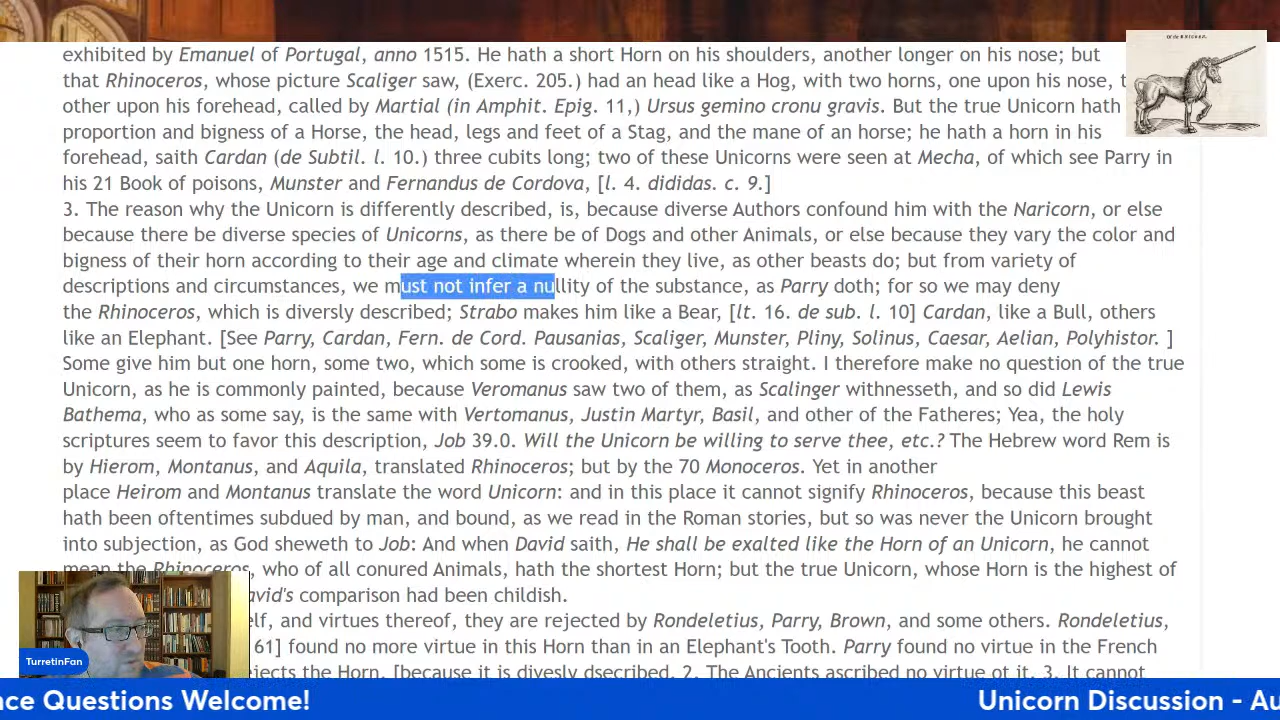 exhibited by Emanuel of Portugal, anno 1515. He hath a short Horn on his shoulders, another longer on his nose; but
that Rhinoceros, whose picture Scaliger saw, (Exerc. 205.) had an head like a Hog, with two horns, one upon his nose,
other upon his forehead, called by Martial (in Amphit. Epig. 11,) Ursus gemino cronu gravis. But the true Unicorn hath
proportion and bigness of a Horse, the head, legs and feet of a Stag, and the mane of an horse; he hath a horn in his
forehead, saith Cardan (de Subtil. l. 10.) three cubits long; two of these Unicorns were seen at Mecha, of which see Parry in
his 21 Book of poisons, Munster and Fernandus de Cordova, [l. 4. dididas. c. 9.]
3. The reason why the Unicorn is differently described, is, because diverse Authors confound him with the Naricorn, or else
because there be diverse species of Unicorns, as there be of Dogs and other Animals, or else because they vary the color and
bigness of their horn according to their age and climate wherein they live, as other beasts do; but from variety of
descriptions and circumstances, we must not infer a nullity of the substance, as Parry doth; for so we may deny
the Rhinoceros, which is diversly described; Strabo makes him like a Bear, [lt. 16. de sub. l. 10] Cardan, like a Bull, others
like an Elephant. [See Parry, Cardan, Fern. de Cord. Pausanias, Scaliger, Munster, Pliny, Solinus, Caesar, Aelian, Polyhistor. ]
Some give him but one horn, some two, which some is crooked, with others straight. I therefore make no question of the true
Unicorn, as he is commonly painted, because Veromanus saw two of them, as Scalinger withnesseth, and so did Lewis
Bathema, who as some say, is the same with Vertomanus, Justin Martyr, Basil, and other of the Fatheres; Yea, the holy
scriptures seem to favor this description, Job 39.0. Will the Unicorn be willing to serve thee, etc.? The Hebrew word Rem is
by Hierom, Montanus, and Aquila, translated Rhinoceros; but by the 70 Monoceros. Yet in another
place Heirom and Montanus translate the word Unicorn: and in this place it cannot signify Rhinoceros, because this beast
hath been oftentimes subdued by man, and bound, as we read in the Roman stories, but so was never the Unicorn brought
into subjection, as God sheweth to Job: And when David saith, He shall be exalted like the Horn of an Unicorn, he cannot
mean the Rhinoceros, who of all conured Animals, hath the shortest Horn; but the true Unicorn, whose Horn is the highest of
avid's comparison had been childish.
elf, and virtues thereof, they are rejected by Rondeletius, Parry, Brown, and some others. Rondeletius,
61] found no more virtue in this Horn than in an Elephant's Tooth. Parry found no virtue in the French
ejects the Horn. [because it is divesly dsecribed. 2. The Ancients ascribed no virtue ot it. 3. It cannot
TurretinFan
nce Questions Welcome!
Unicorn Discussion - Au